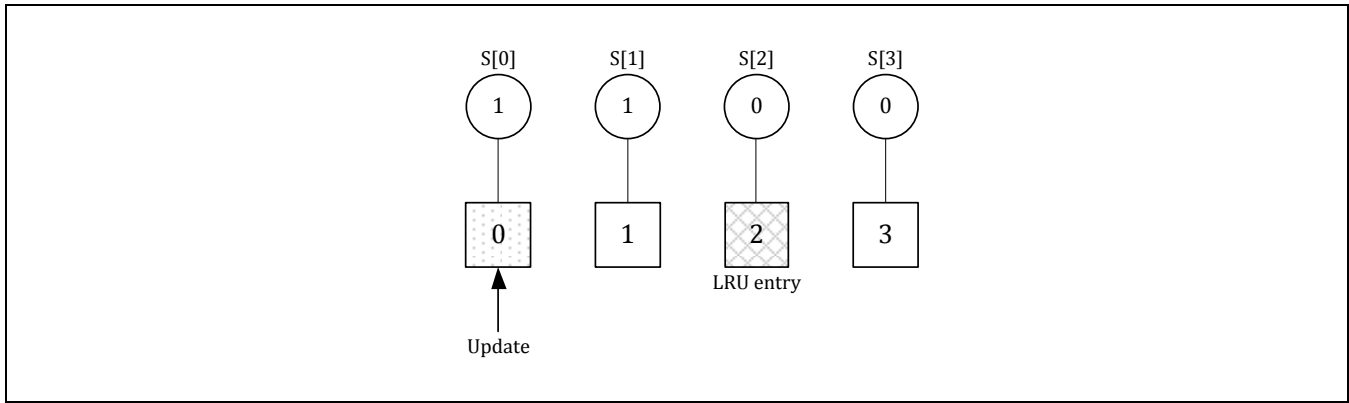 S[0] S[1] S[2] S[3]
1 1 0 0
0 1 2 3
LRU entry
Update